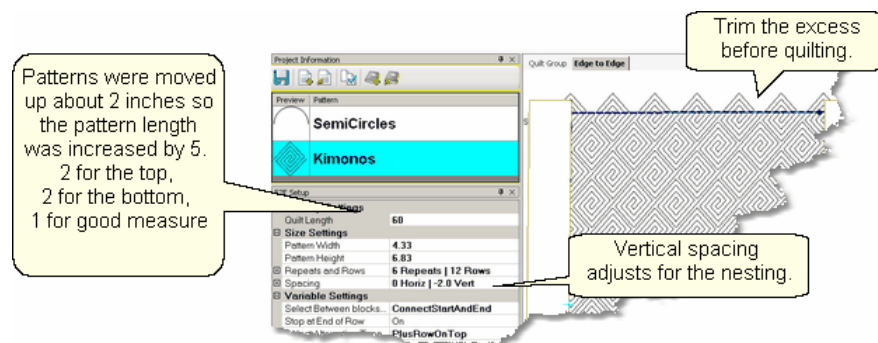 Trim the excess
before quilting.
Patterns were moved
up about 2 inches so
the pattern length
was increased by 5.
2 for the top,
2 for the bottom,
1 for good measure
Project Information
Quilt Group Edge to Edge
Preview Pattern
SemiCircles
Kimonos
Setup
Settings
Quilt Length 60
Size Settings
Pattern Width 4.33
Pattern Height 6.83
Repeats and Rows 6 Repeats | 12 Rows
Spacing 0 Horiz | -2.0 Vert
Variable Settings
Select Between blocks... ConnectStartAndEnd
Stop at End of Row On
PlusRowOnTop
Vertical spacing
adjusts for the nesting.